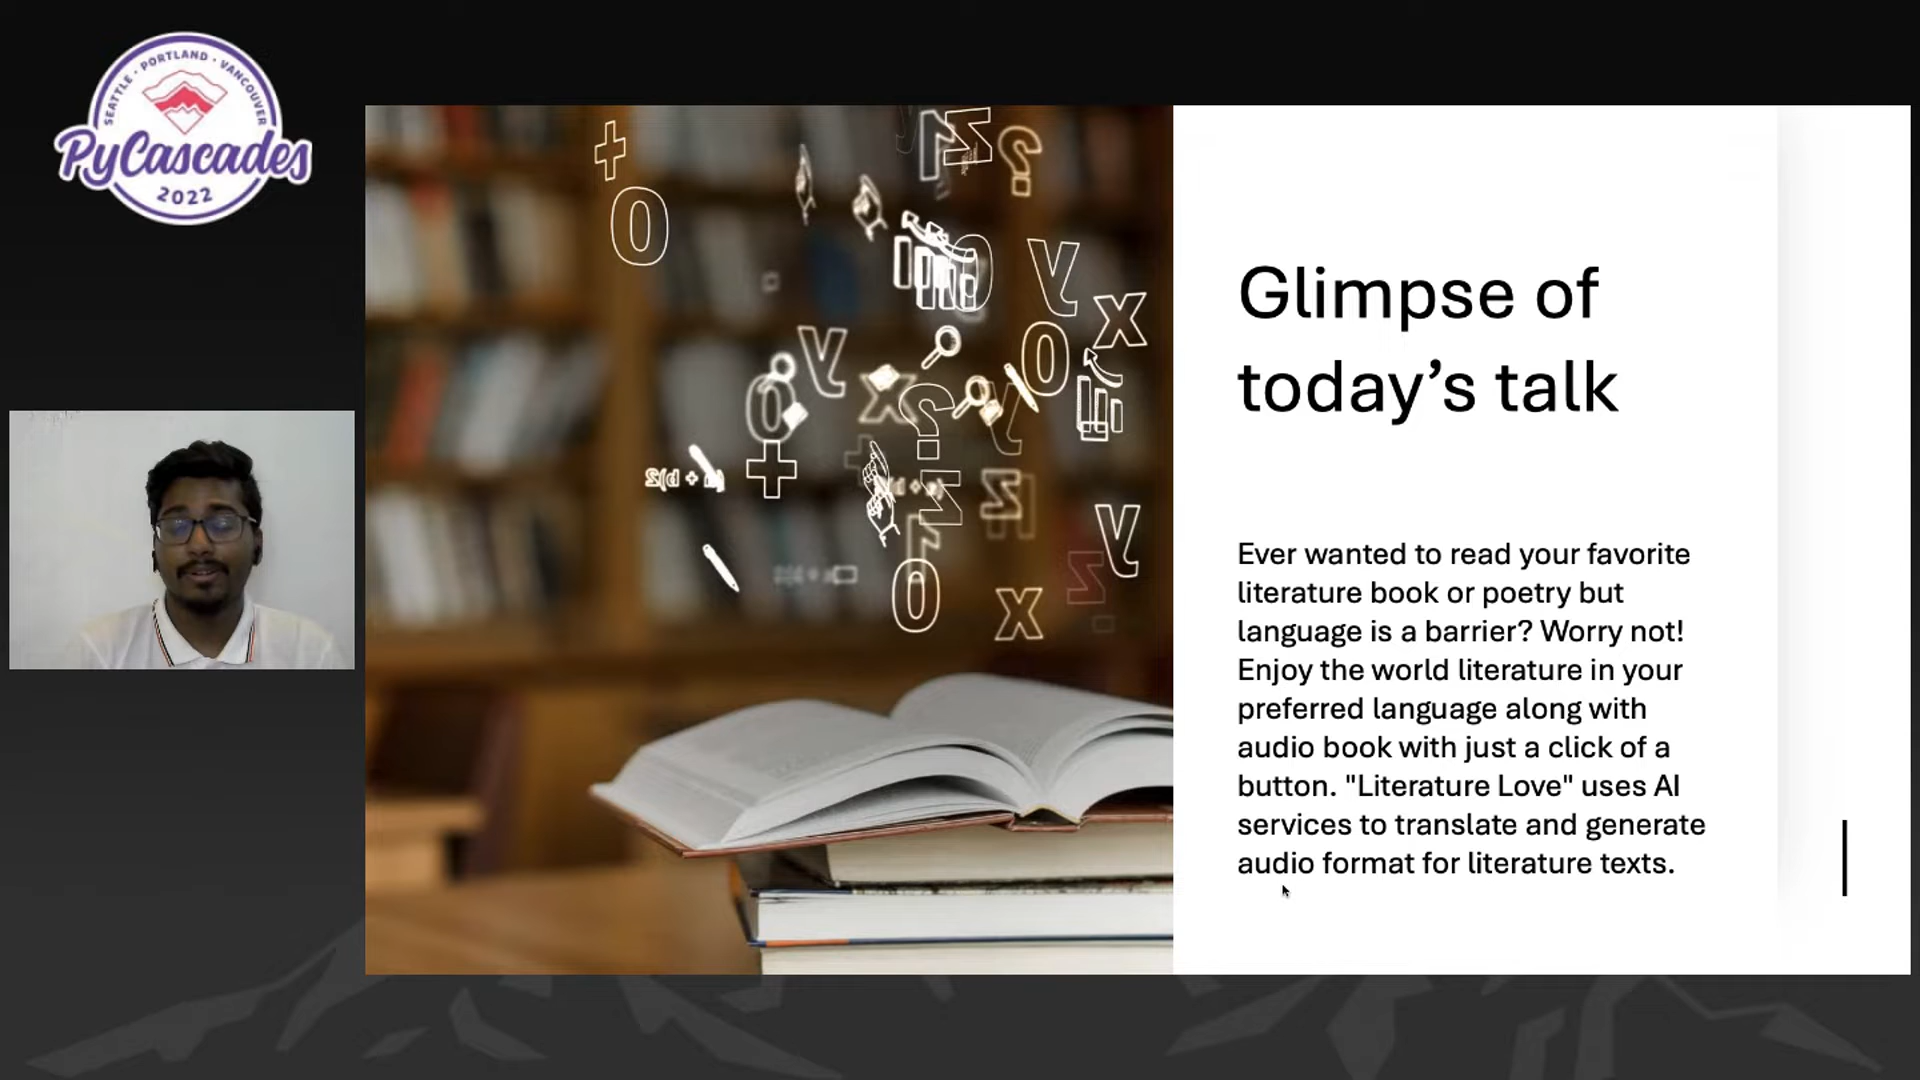 SEATTLE · PORTLAND · VANCOUVER
PyCascades
2022
Glimpse of
today’s talk
Ever wanted to read your favorite
literature book or poetry but
language is a barrier? Worry not!
Enjoy the world literature in your
preferred language along with
audio book with just a click of a
button. "Literature Love" uses AI
services to translate and generate
audio format for literature texts.